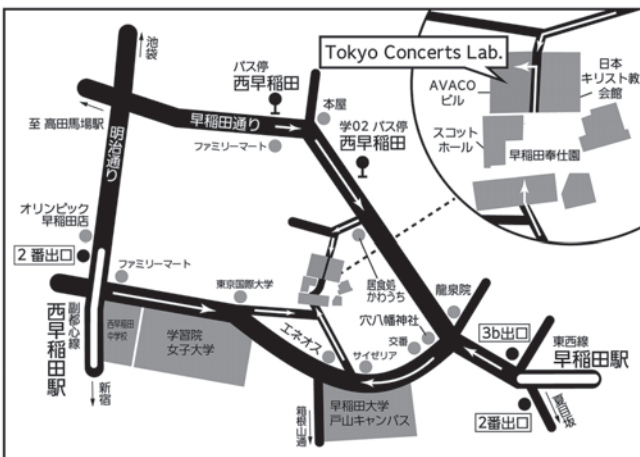 池袋
至 高田馬場駅
明治通り
バス停
西早稲田
早稲田通り
ファミリーマート
本屋
学02 バス停
西早稲田
Tokyo Concerts Lab.
AVACO
ビル
日本
キリスト教
会館
スコット
ホール
早稲田奉仕園
オリンピック
早稲田店
2番出口
ファミリーマート
副都心線
西早稲田駅
新宿
西早稲田
中学校
学習院
女子大学
東京国際大学
エネオス
サイゼリア
居食処
かわうち
穴八幡神社
交番
龍泉院
3b出口
東西線
早稲田駅
2番出口
夏目坂
箱根山通
早稲田大学
戸山キャンパス